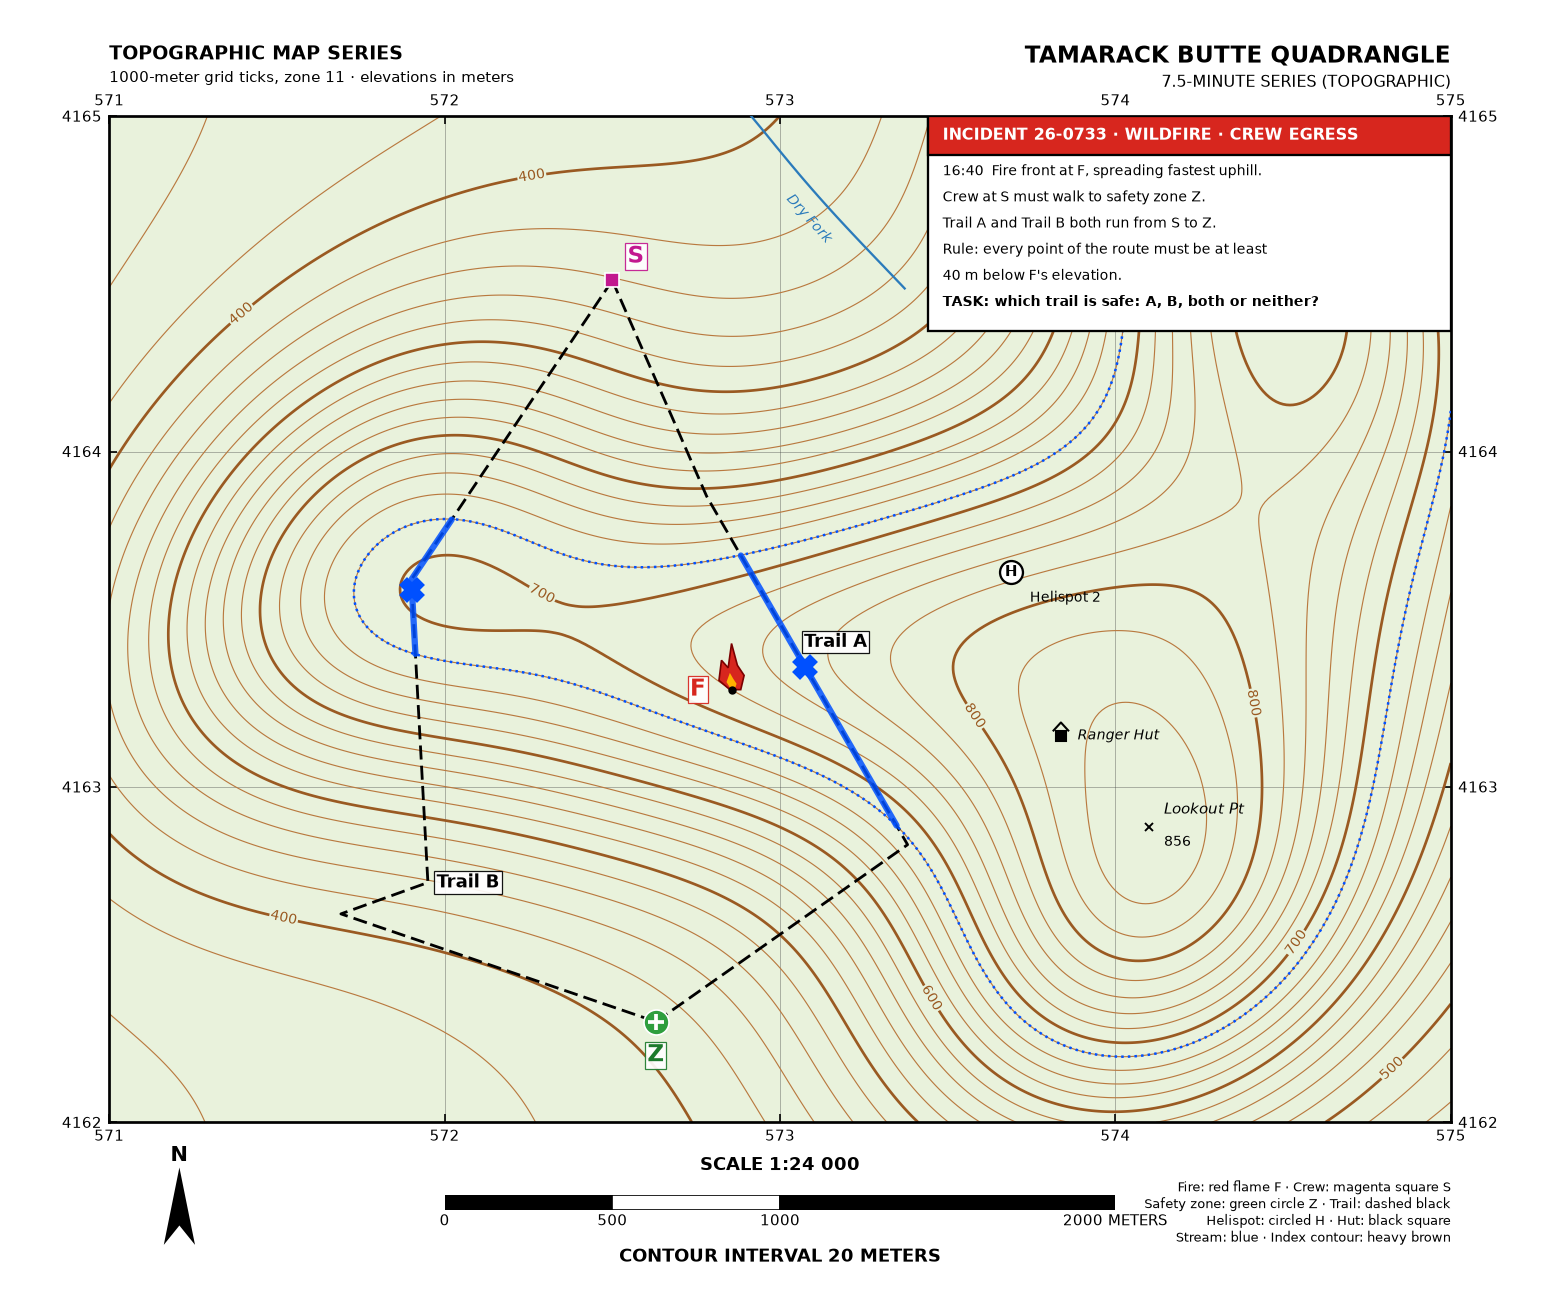 TOPOGRAPHIC MAP SERIES
1000-meter grid ticks, zone 11 · elevations in meters
TAMARACK BUTTE QUADRANGLE
7.5-MINUTE SERIES (TOPOGRAPHIC)
571 572 573 574 575
4165 4165
INCIDENT 26-0733 · WILDFIRE · CREW EGRESS
16:40 Fire front at F, spreading fastest uphill.
Crew at S must walk to safety zone Z.
Trail A and Trail B both run from S to Z.
Rule: every point of the route must be at least
40 m below F's elevation.
TASK: which trail is safe: A, B, both or neither?
400
Dry Fork
S
400
4164 4164
H
Helispot 2
700
Trail A
F
800
800
Ranger Hut
4163 4163
Lookout Pt
856
Trail B
400
700
600
Z
500
4162 4162
571 572 573 574 575
N
SCALE 1:24 000
0 500 1000 2000 METERS
CONTOUR INTERVAL 20 METERS
Fire: red flame F · Crew: magenta square S
Safety zone: green circle Z · Trail: dashed black
Helispot: circled H · Hut: black square
Stream: blue · Index contour: heavy brown